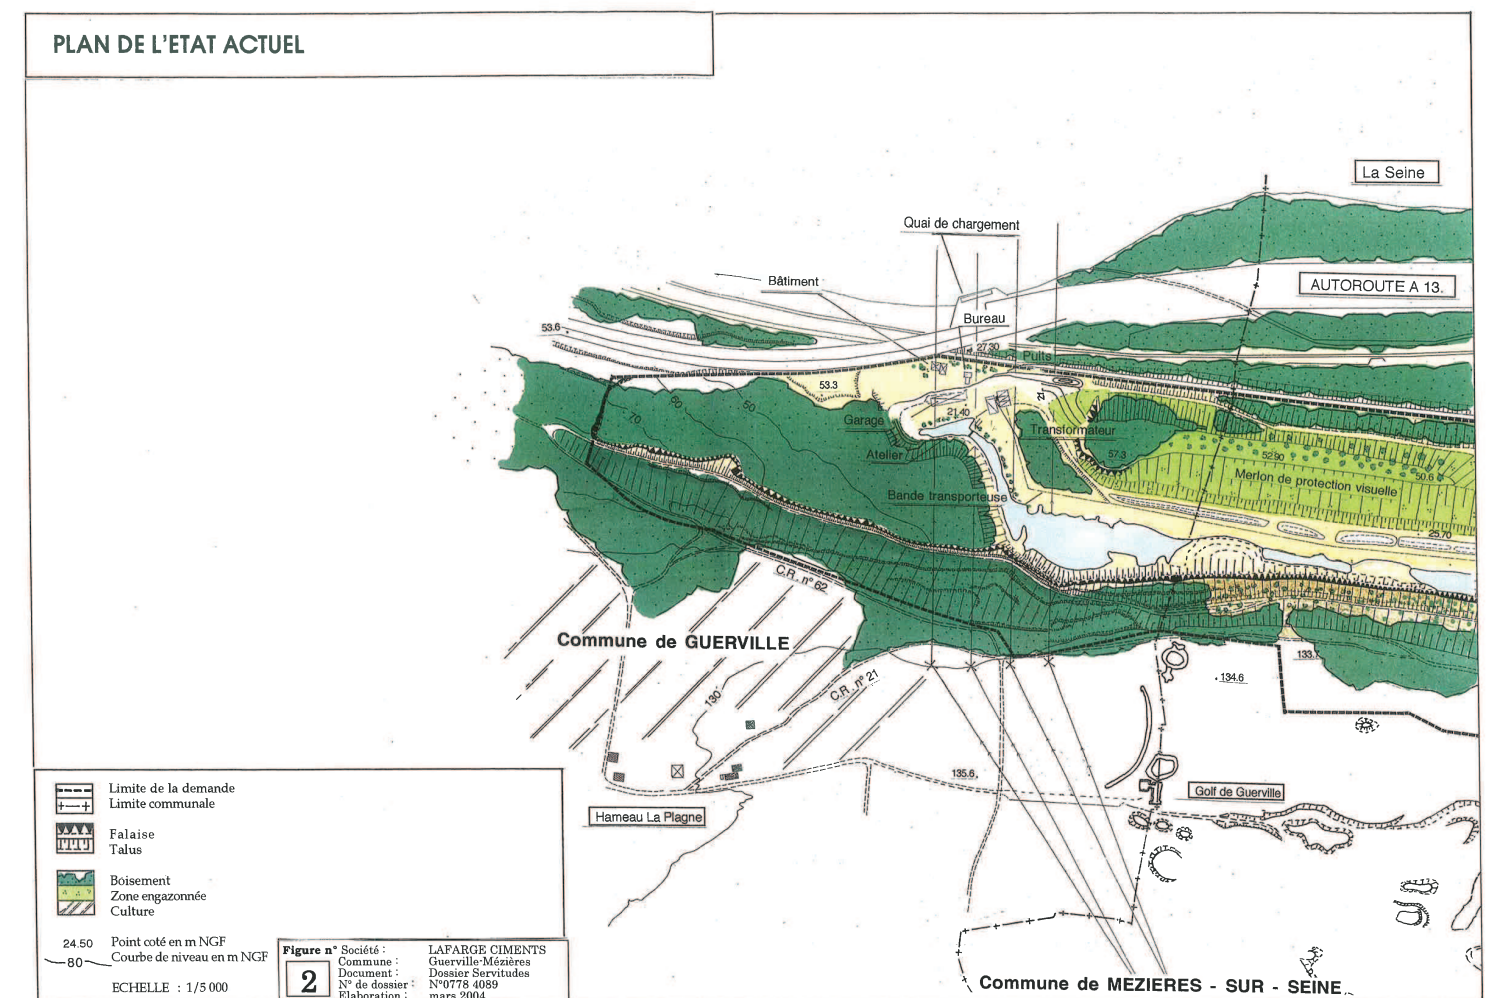 PLAN DE L'ETAT ACTUEL
La Seine
Quai de chargement
Bâtiment
AUTOROUTE A 13.
Bureau
53.6
27.30
Puits
53.3
60
50
70
21.40
Garage
Transformateur
Atelier
57.3
52.90
50.6
Merlon de protection visuelle
Bande transporteuse
25.70
C.R. n° 62
Commune de GUERVILLE
133.
134.6
C.R. n° 21
130
135.6
Golf de Guerville
Hameau La Plagne
Limite de la demande
Limite communale
Falaise
Talus
Boisement
Zone engazonnée
Culture
24.50 Point coté en m NGF
80 Courbe de niveau en m NGF
ECHELLE : 1/5 000
Figure n° 2
Société : LAFARGE CIMENTS
Commune : Guerville-Mézières
Document : Dossier Servitudes
N° de dossier : N°0778 4089
Elaboration : mars 2004
Commune de MEZIERES - SUR - SEINE